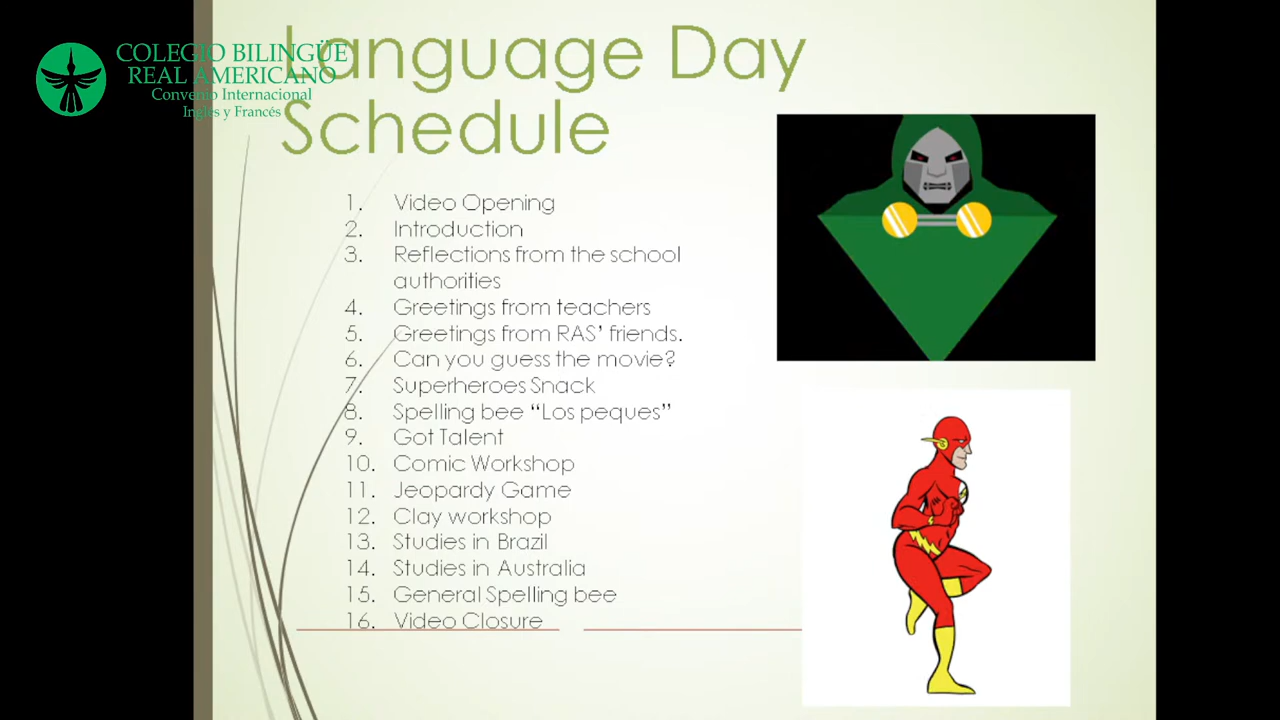 COLEGIO BILINGÜE
REAL AMERICANO
Convenio Internacional
Ingles y Francés
Language Day
Schedule
1. Video Opening
2. Introduction
3. Reflections from the school
authorities
4. Greetings from teachers
5. Greetings from RAS’ friends.
6. Can you guess the movie?
7. Superheroes Snack
8. Spelling bee “Los peques”
9. Got Talent
10. Comic Workshop
11. Jeopardy Game
12. Clay workshop
13. Studies in Brazil
14. Studies in Australia
15. General Spelling bee
16. Video Closure